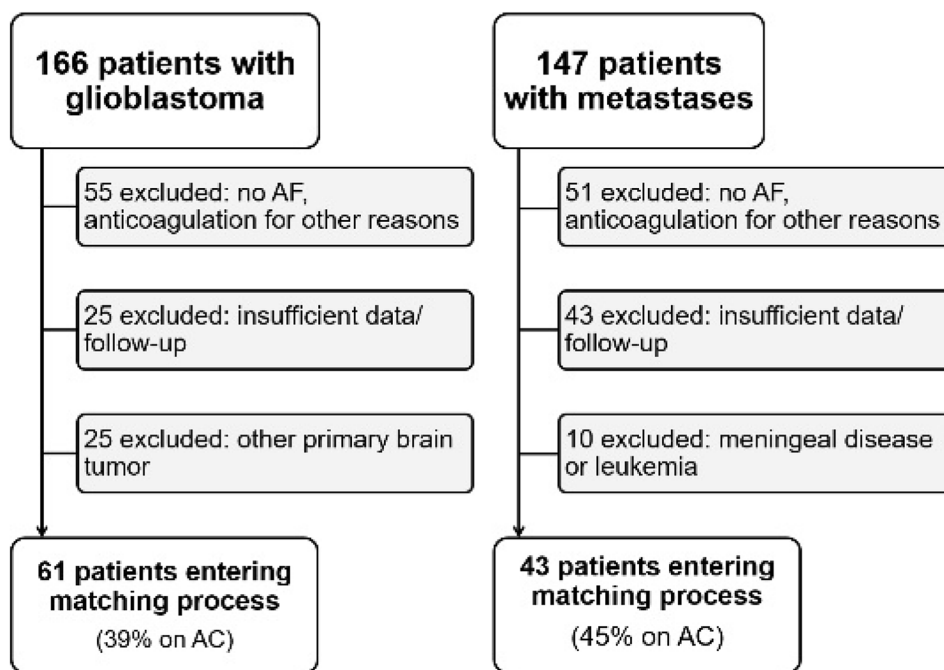 166 patients with
glioblastoma
55 excluded: no AF,
anticoagulation for other reasons
25 excluded: insufficient data/
follow-up
25 excluded: other primary brain
tumor
61 patients entering
matching process
(39% on AC)
147 patients
with metastases
51 excluded: no AF,
anticoagulation for other reasons
43 excluded: insufficient data/
follow-up
10 excluded: meningeal disease
or leukemia
43 patients entering
matching process
(45% on AC)